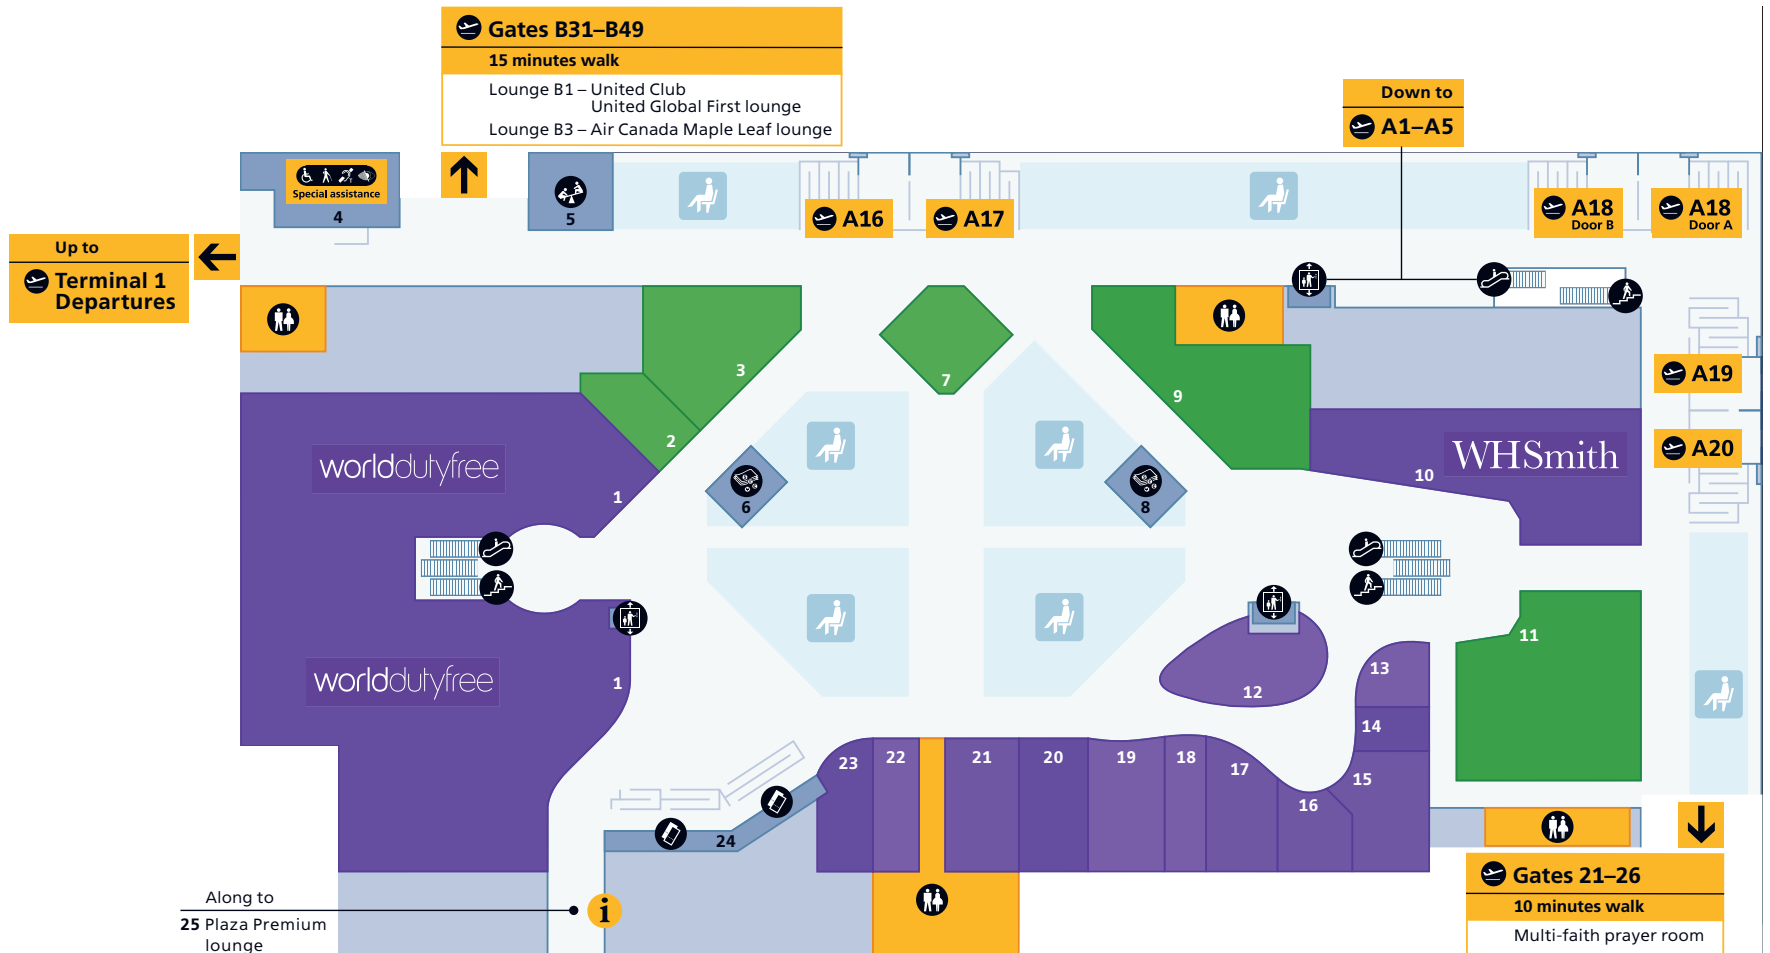 Gates B31–B49
15 minutes walk
Lounge B1 – United Club
United Global First lounge
Lounge B3 – Air Canada Maple Leaf lounge
Down to
A1–A5
Special assistance
4
5
A16
A17
A18
Door B
A18
Door A
Up to
Terminal 1
Departures
3
7
9
A19
2
A20
worlddutyfree
1
6
8
10
WHSmith
worlddutyfree
1
11
12
13
14
15
16
17
18
19
20
21
22
23
24
Along to
25 Plaza Premium
lounge
i
Gates 21–26
10 minutes walk
Multi-faith prayer room